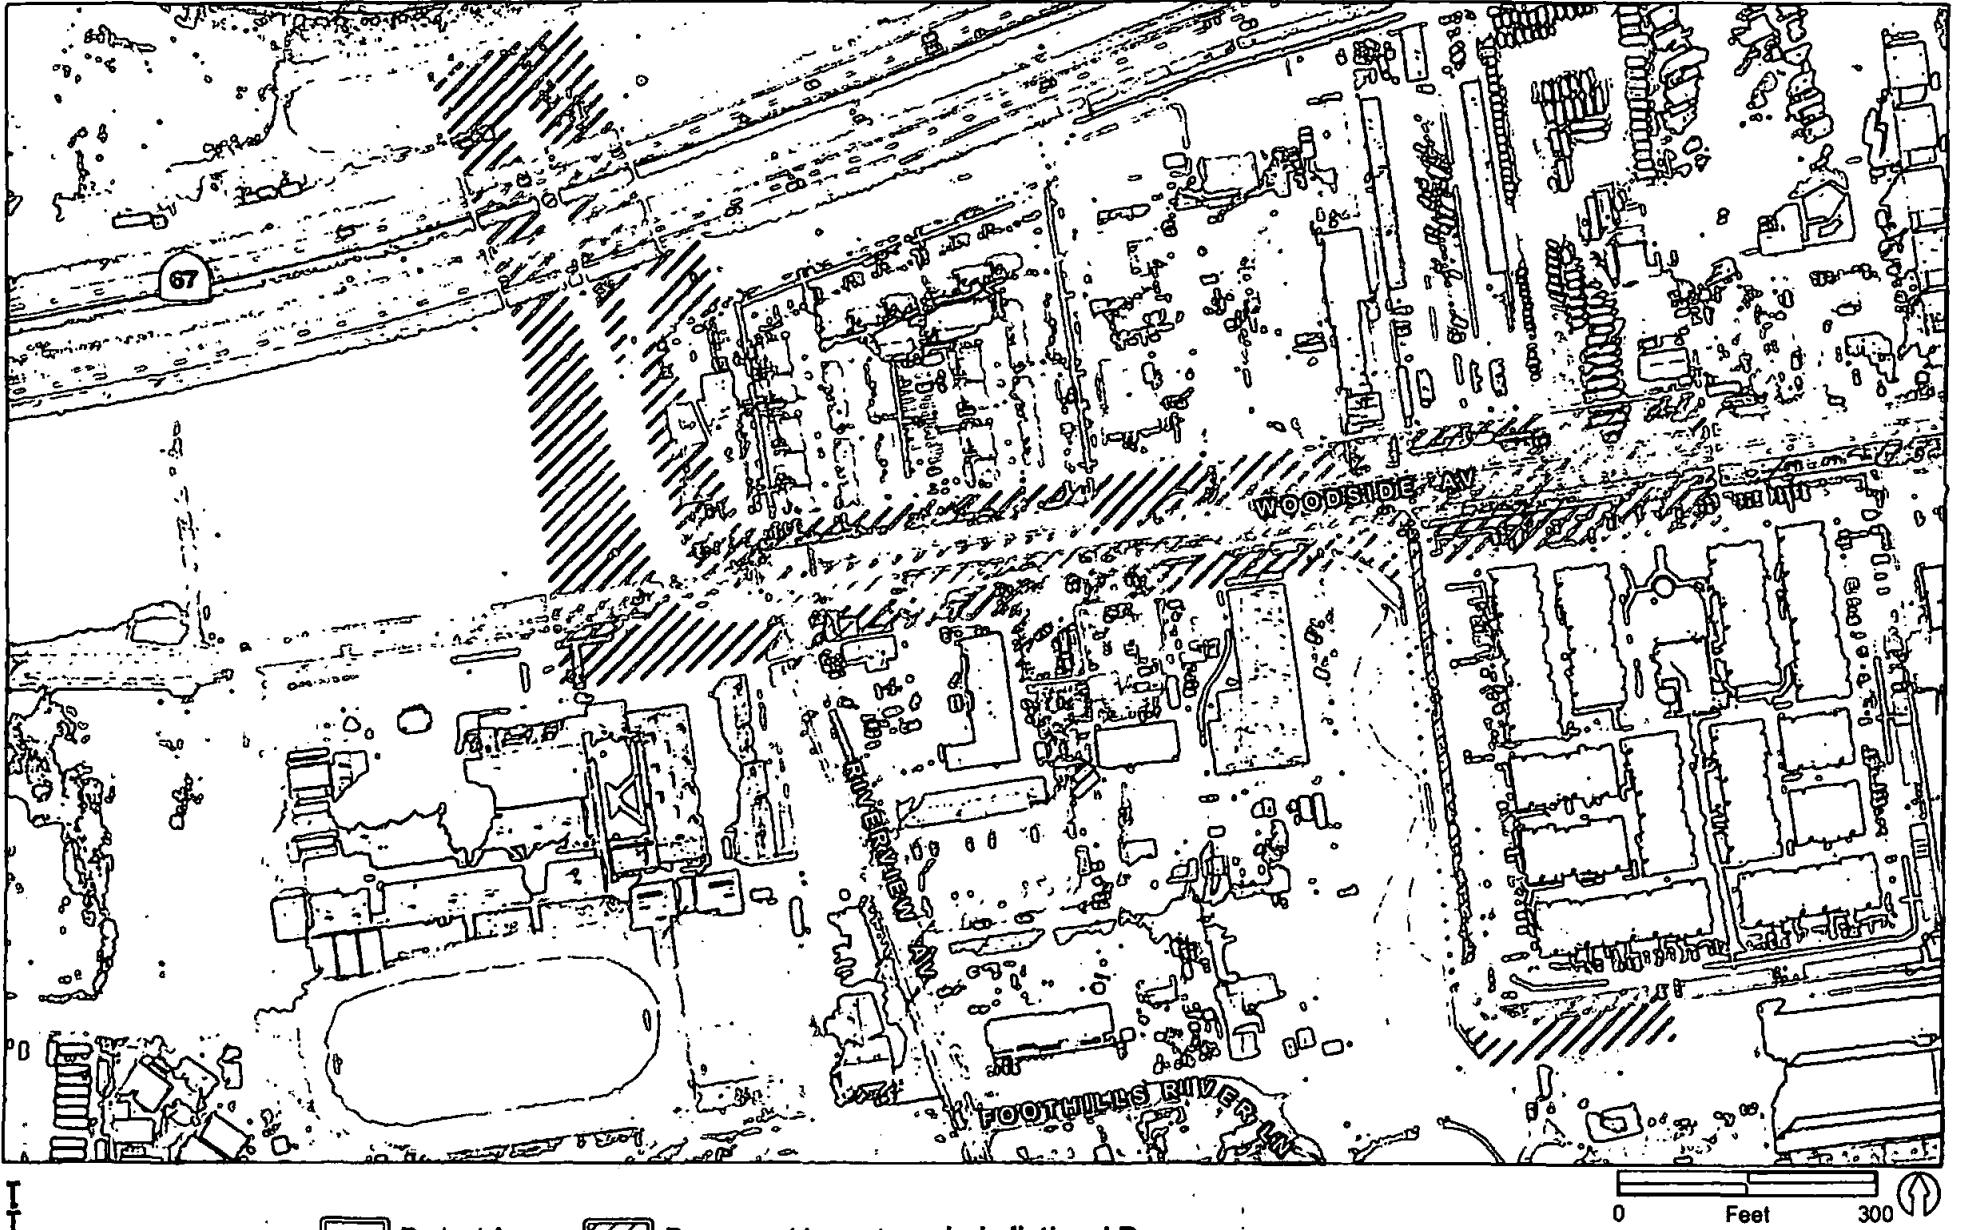 67
WOODSIDE AV
RIVERVIEW AV
FOOTHILLS RIVER LN
0 Feet 300